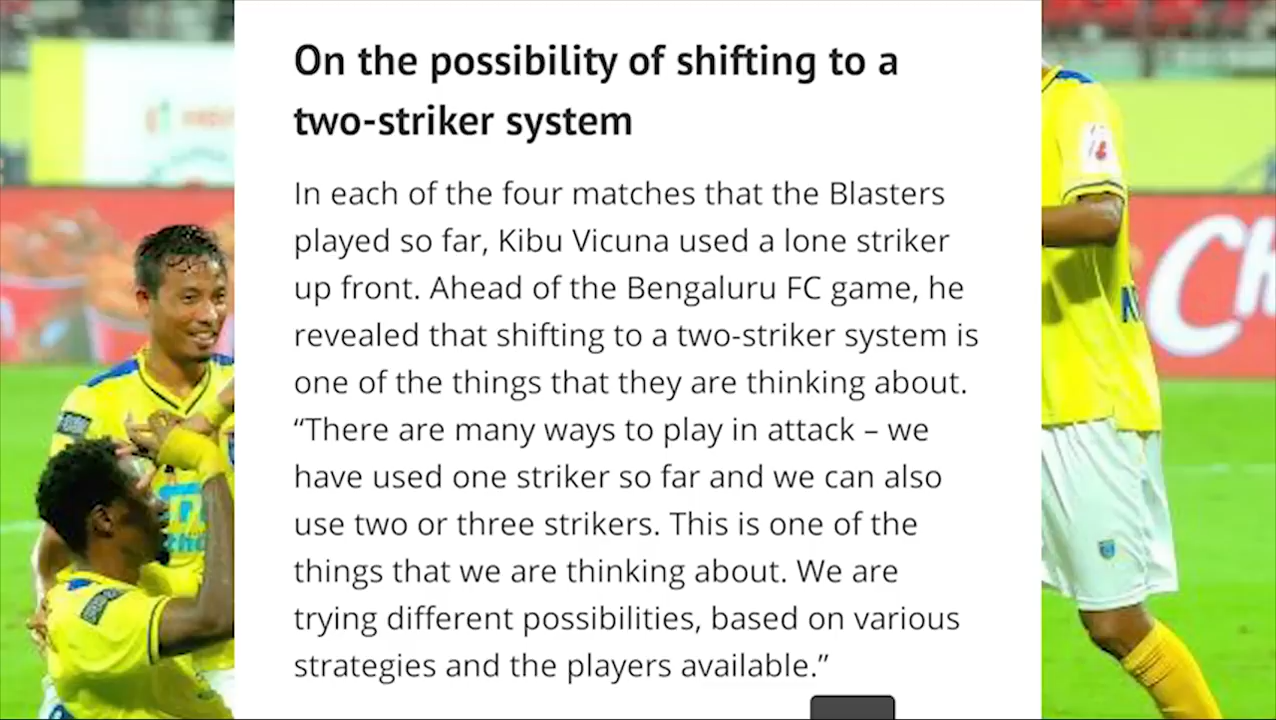 On the possibility of shifting to a
two-striker system
In each of the four matches that the Blasters
played so far, Kibu Vicuna used a lone striker
up front. Ahead of the Bengaluru FC game, he
revealed that shifting to a two-striker system is
one of the things that they are thinking about.
“There are many ways to play in attack – we
have used one striker so far and we can also
use two or three strikers. This is one of the
things that we are thinking about. We are
trying different possibilities, based on various
strategies and the players available.”